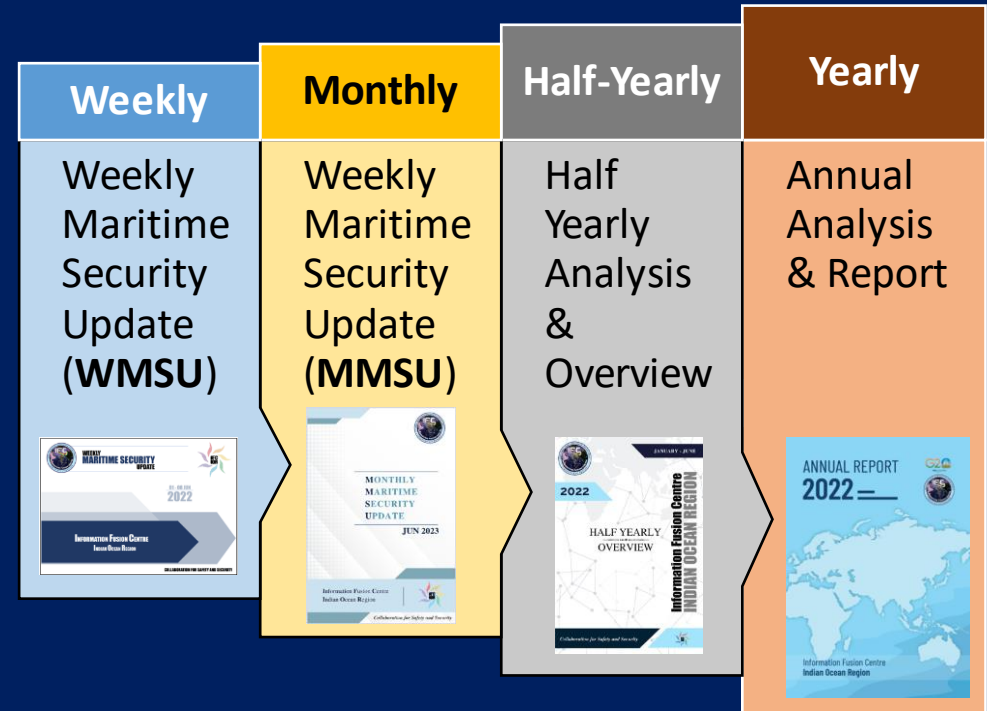 Weekly
Weekly
Maritime
Security
Update
(WMSU)
WEEKLY
MARITIME SECURITY
UPDATE
2022
INFORMATION FUSION CENTRE
INDIAN OCEAN REGION
COLLABORATION FOR SAFETY AND SECURITY
Monthly
Weekly
Maritime
Security
Update
(MMSU)
MONTHLY
MARITIME
SECURITY
UPDATE
JUN 2023
Information Fusion Centre
Indian Ocean Region
Collaboration for Safety and Security
Half-Yearly
Half
Yearly
Analysis
&
Overview
JANUARY - JUNE
2022
HALF YEARLY
OVERVIEW
Information Fusion Centre
INDIAN OCEAN REGION
Collaboration for Safety and Security
Yearly
Annual
Analysis
& Report
ANNUAL REPORT
2022
Information Fusion Centre
Indian Ocean Region